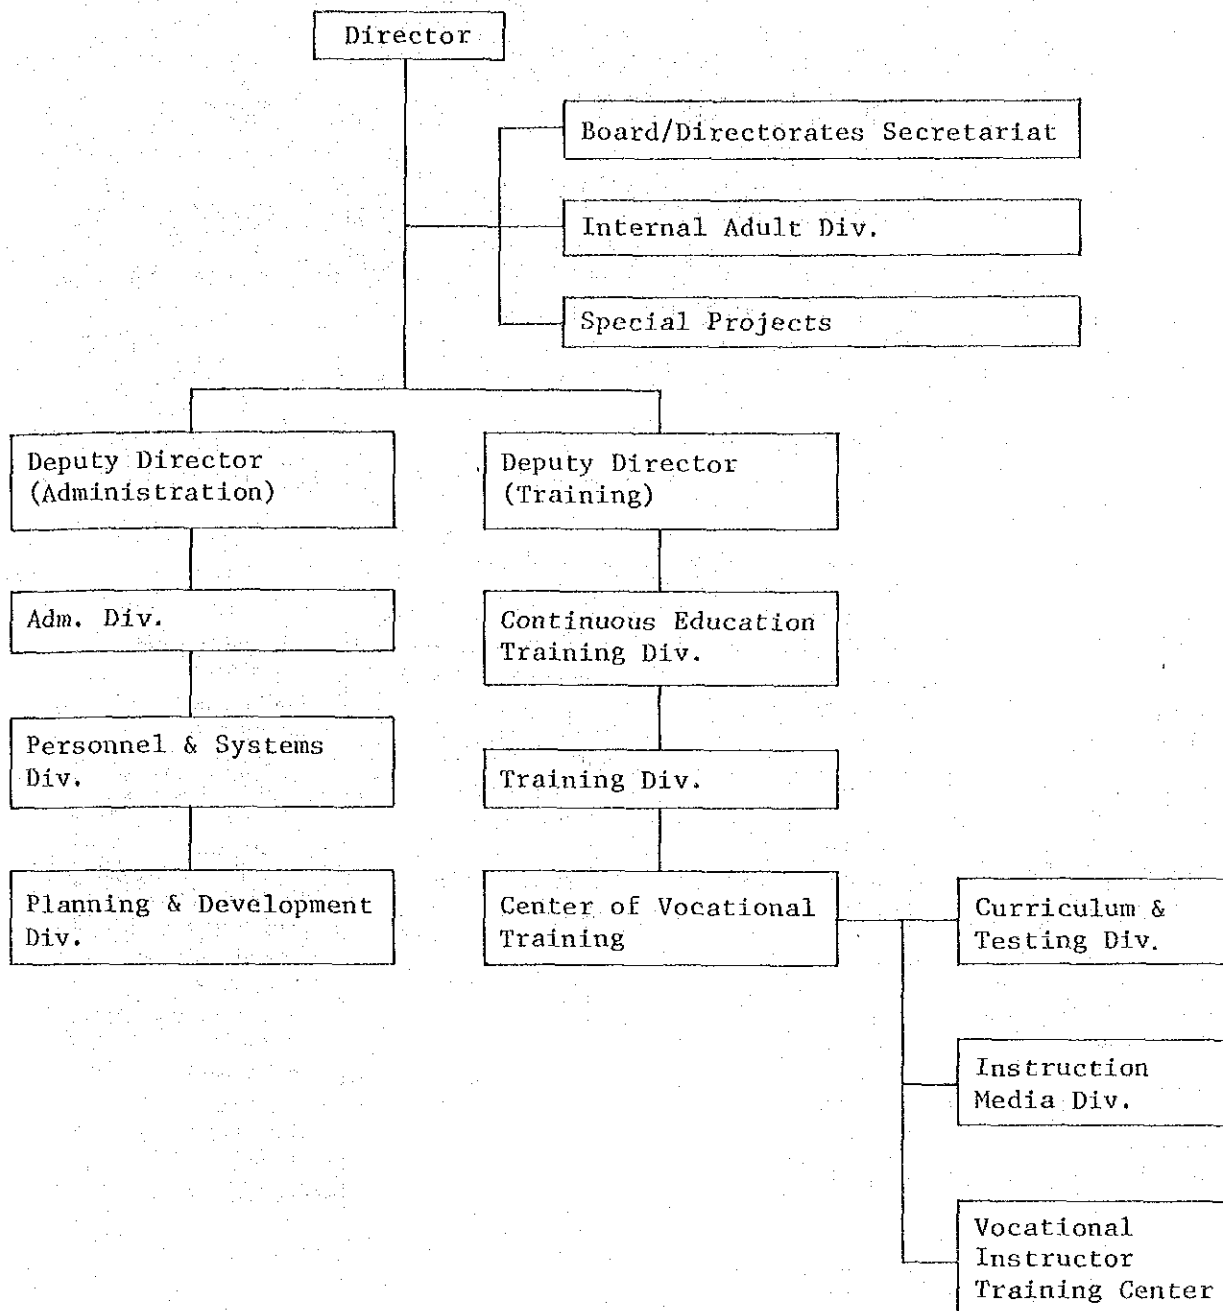 Director
Board/Directorates Secretariat
Internal Adult Div.
Special Projects
Deputy Director
(Administration)
Deputy Director
(Training)
Adm. Div.
Continuous Education
Training Div.
Personnel & Systems
Div.
Training Div.
Planning & Development
Div.
Center of Vocational
Training
Curriculum &
Testing Div.
Instruction
Media Div.
Vocational
Instructor
Training Center